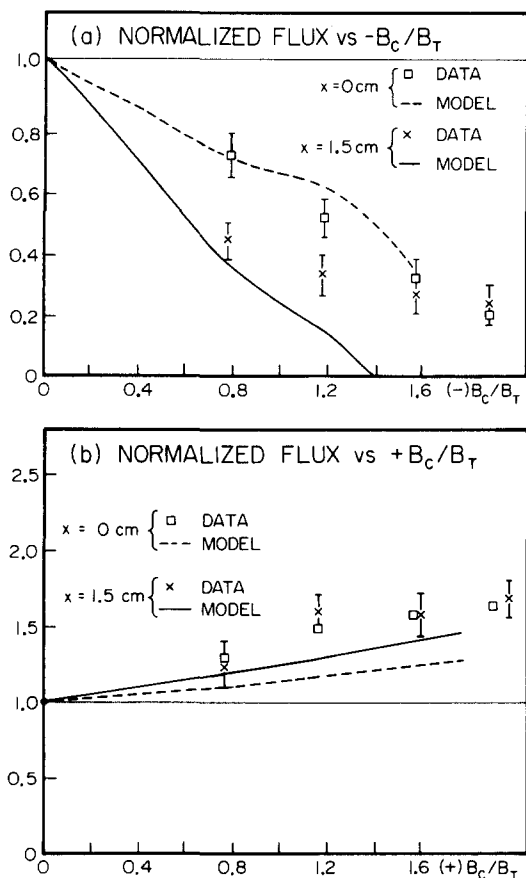 (a) NORMALIZED FLUX vs -B_C/B_T
1.0
0.8
0.6
0.4
0.2
0
x = 0 cm { □ DATA
--- MODEL
x = 1.5 cm { × DATA
— MODEL
0 0.4 0.8 1.2 1.6 (-)B_C/B_T
(b) NORMALIZED FLUX vs +B_C/B_T
2.5
2.0
1.5
1.0
0.5
0
x = 0 cm { □ DATA
--- MODEL
x = 1.5 cm { × DATA
— MODEL
0 0.4 0.8 1.2 1.6 (+)B_C/B_T